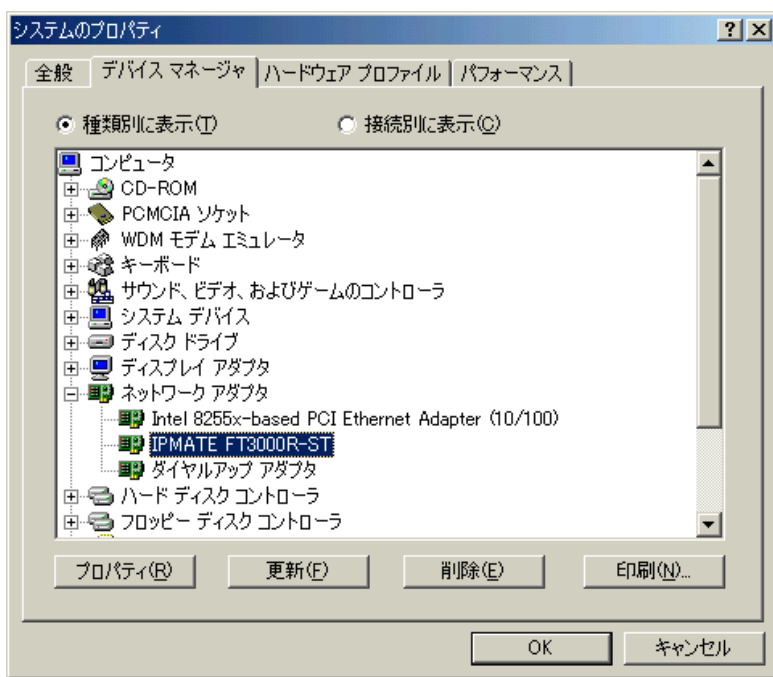 システムのプロパティ
全般 デバイス マネージャ ハードウェア プロファイル パフォーマンス
種類別に表示(T) 接続別に表示(C)
コンピュータ
CD-ROM
PCMCIA ソケット
WDM モデム エミュレータ
キーボード
サウンド、ビデオ、およびゲームのコントローラ
システム デバイス
ディスク ドライブ
ディスプレイ アダプタ
ネットワーク アダプタ
Intel 8255x-based PCI Ethernet Adapter (10/100)
IPMATE FT3000R-ST
ダイヤルアップ アダプタ
ハード ディスク コントローラ
フロッピー ディスク コントローラ
プロパティ(R) 更新(F) 削除(E) 印刷(N)...
OK キャンセル